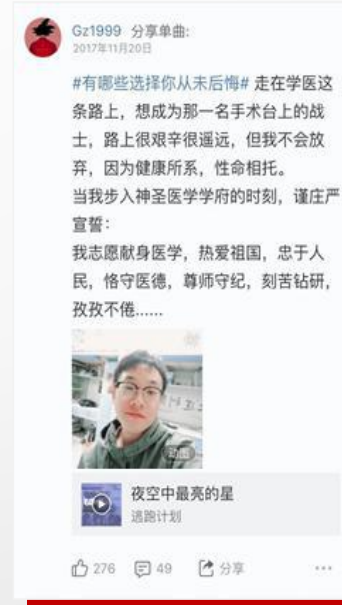 Gz1999 分享单曲:
2017年11月20日
#有哪些选择你从未后悔# 走在学医这
条路上，想成为那一名手术台上的战
士，路上很艰辛很遥远，但我不会放
弃，因为健康所系，性命相托。
当我步入神圣医学学府的时刻，谨庄严
宣誓：
我志愿献身医学，热爱祖国，忠于人
民，恪守医德，尊师守纪，刻苦钻研，
孜孜不倦......
动图
夜空中最亮的星
逃跑计划
276 49 分享